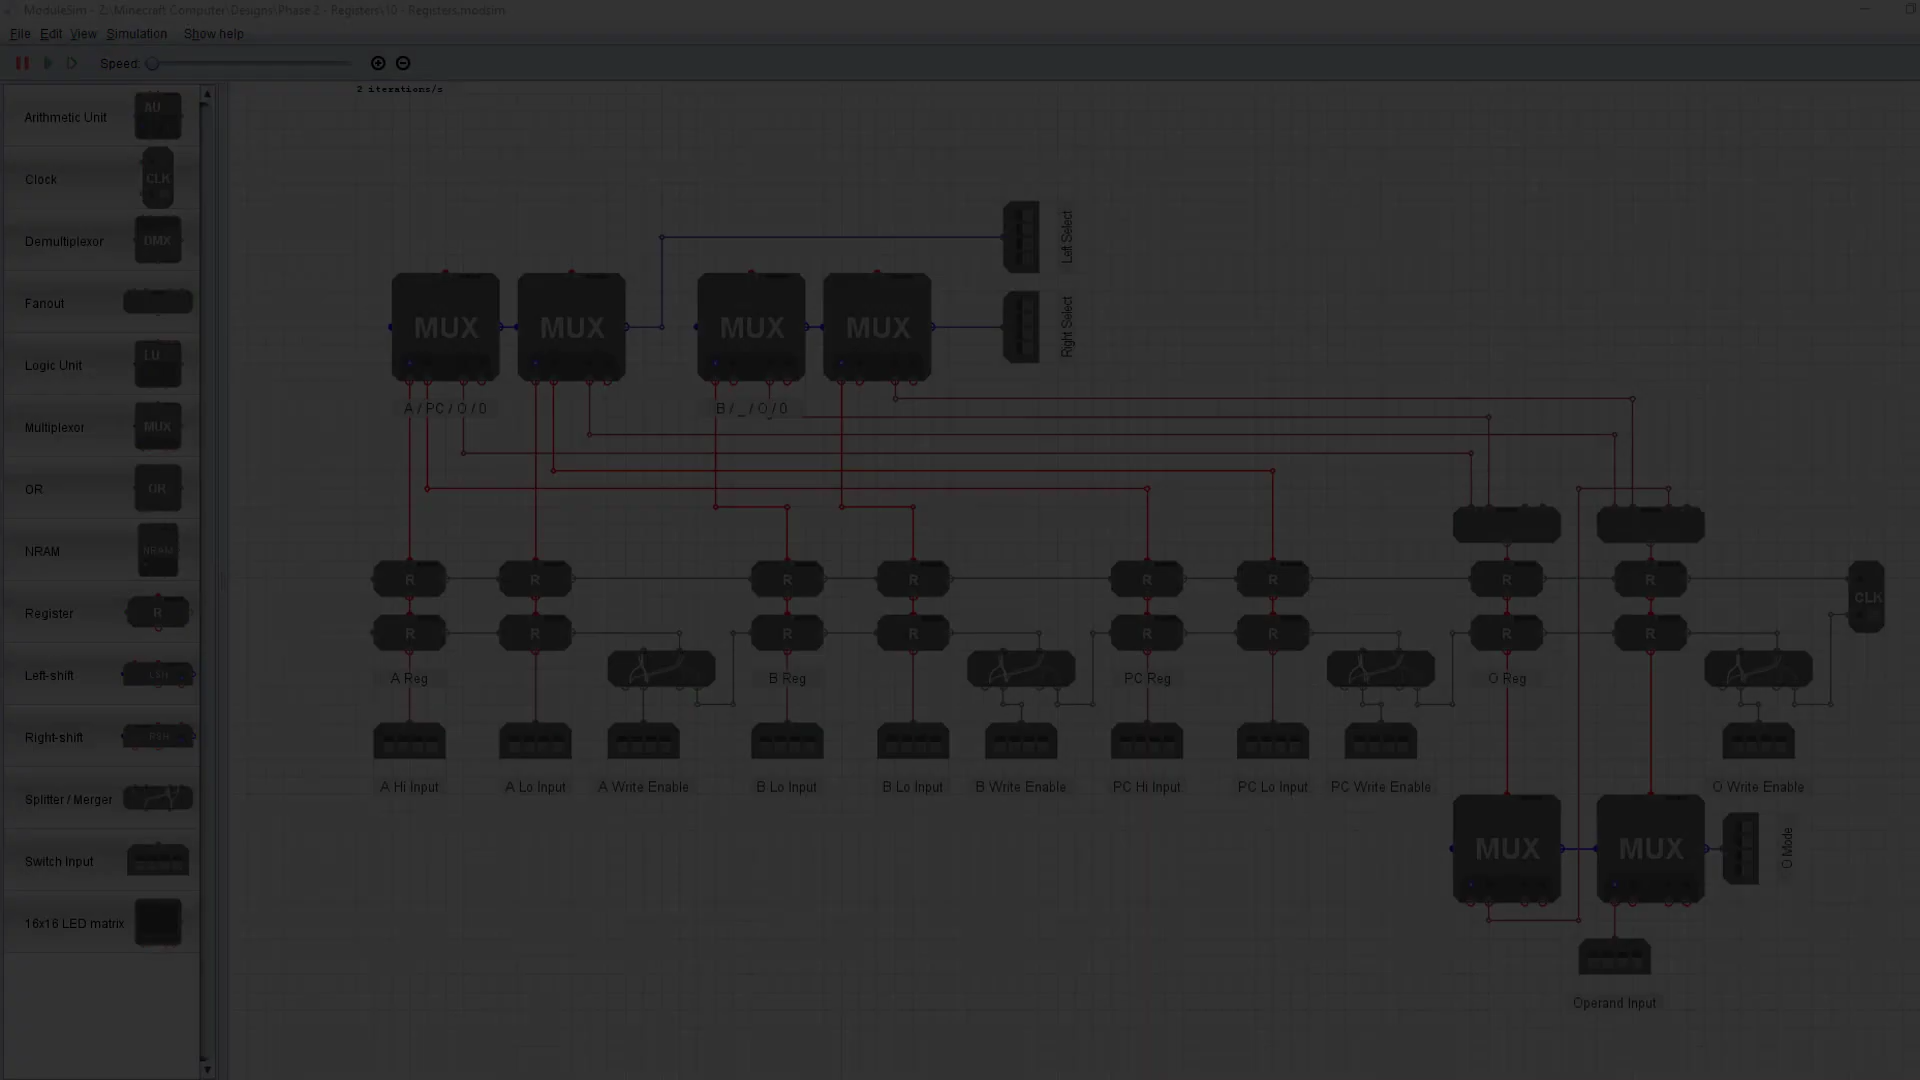 ModuleSim - Z:\Minecraft Computer\Designs\Phase 2 - Registers\10 - Registers.modsim
File Edit View Simulation Show help
Speed:
2 iterations/s
Arithmetic Unit AU
Clock CLK
Demultiplexor DMX
Fanout
Logic Unit LU
Multiplexor MUX
OR OR
NRAM NRAM
Register R
Left-shift LSH
Right-shift RSH
Splitter / Merger
Switch Input
16x16 LED matrix
Left Select
Right Select
MUX MUX MUX MUX
A / PC / O / 0 B / _ / O / 0
R R R R R R R R
CLK
R R R R R R R R
A Reg B Reg PC Reg O Reg
A Hi Input A Lo Input A Write Enable B Lo Input B Lo Input B Write Enable PC Hi Input PC Lo Input PC Write Enable O Write Enable
MUX MUX O Mode
Operand Input